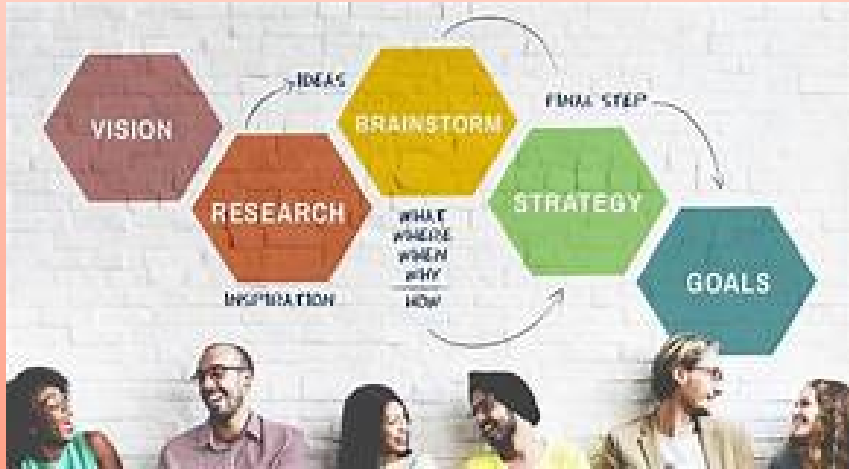 VISION
RESEARCH
INSPIRATION
IDEAS
BRAINSTORM
WHAT
WHERE
WHEN
WHY
HOW
FINAL STEP
STRATEGY
GOALS